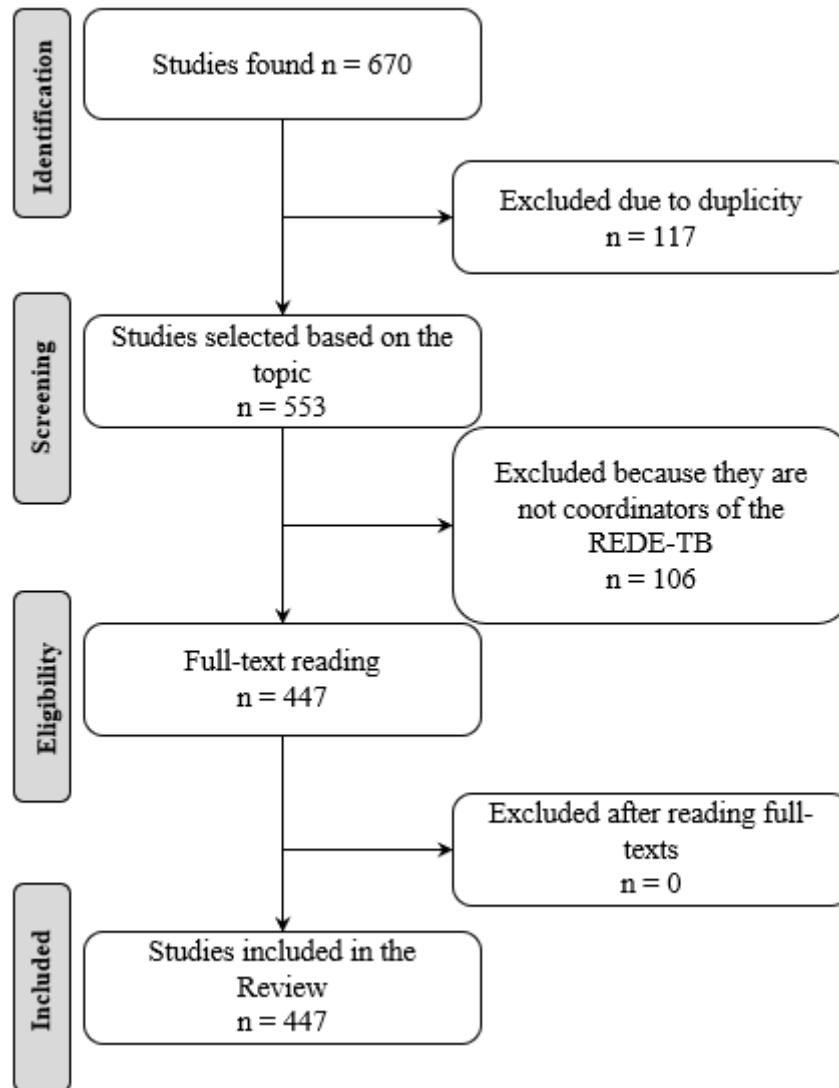 Identification
Studies found n = 670
Excluded due to duplicity
n = 117
Screening
Studies selected based on the
topic
n = 553
Excluded because they are
not coordinators of the
REDE-TB
n = 106
Eligibility
Full-text reading
n = 447
Excluded after reading full-
texts
n = 0
Included
Studies included in the
Review
n = 447